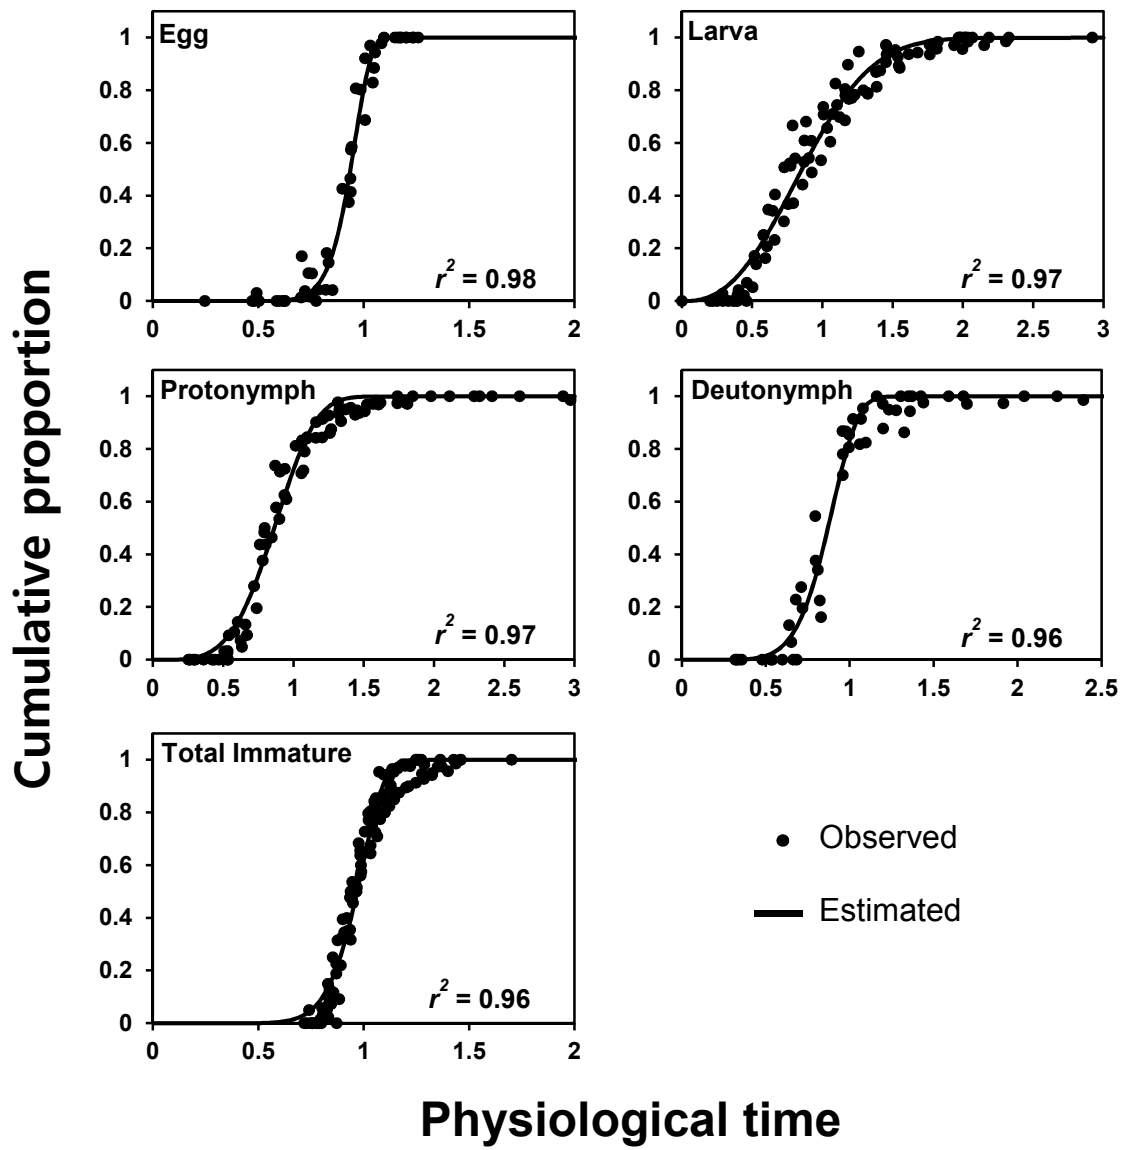 Cumulative proportion
Egg
1
0.8
0.6
0.4
0.2
0
r² = 0.98
0 0.5 1 1.5 2
Larva
1
0.8
0.6
0.4
0.2
0
r² = 0.97
0 0.5 1 1.5 2 2.5 3
Protonymph
1
0.8
0.6
0.4
0.2
0
r² = 0.97
0 0.5 1 1.5 2 2.5 3
Deutonymph
1
0.8
0.6
0.4
0.2
0
r² = 0.96
0 0.5 1 1.5 2 2.5
Total Immature
1
0.8
0.6
0.4
0.2
0
r² = 0.96
0 0.5 1 1.5 2
Observed
Estimated
Physiological time